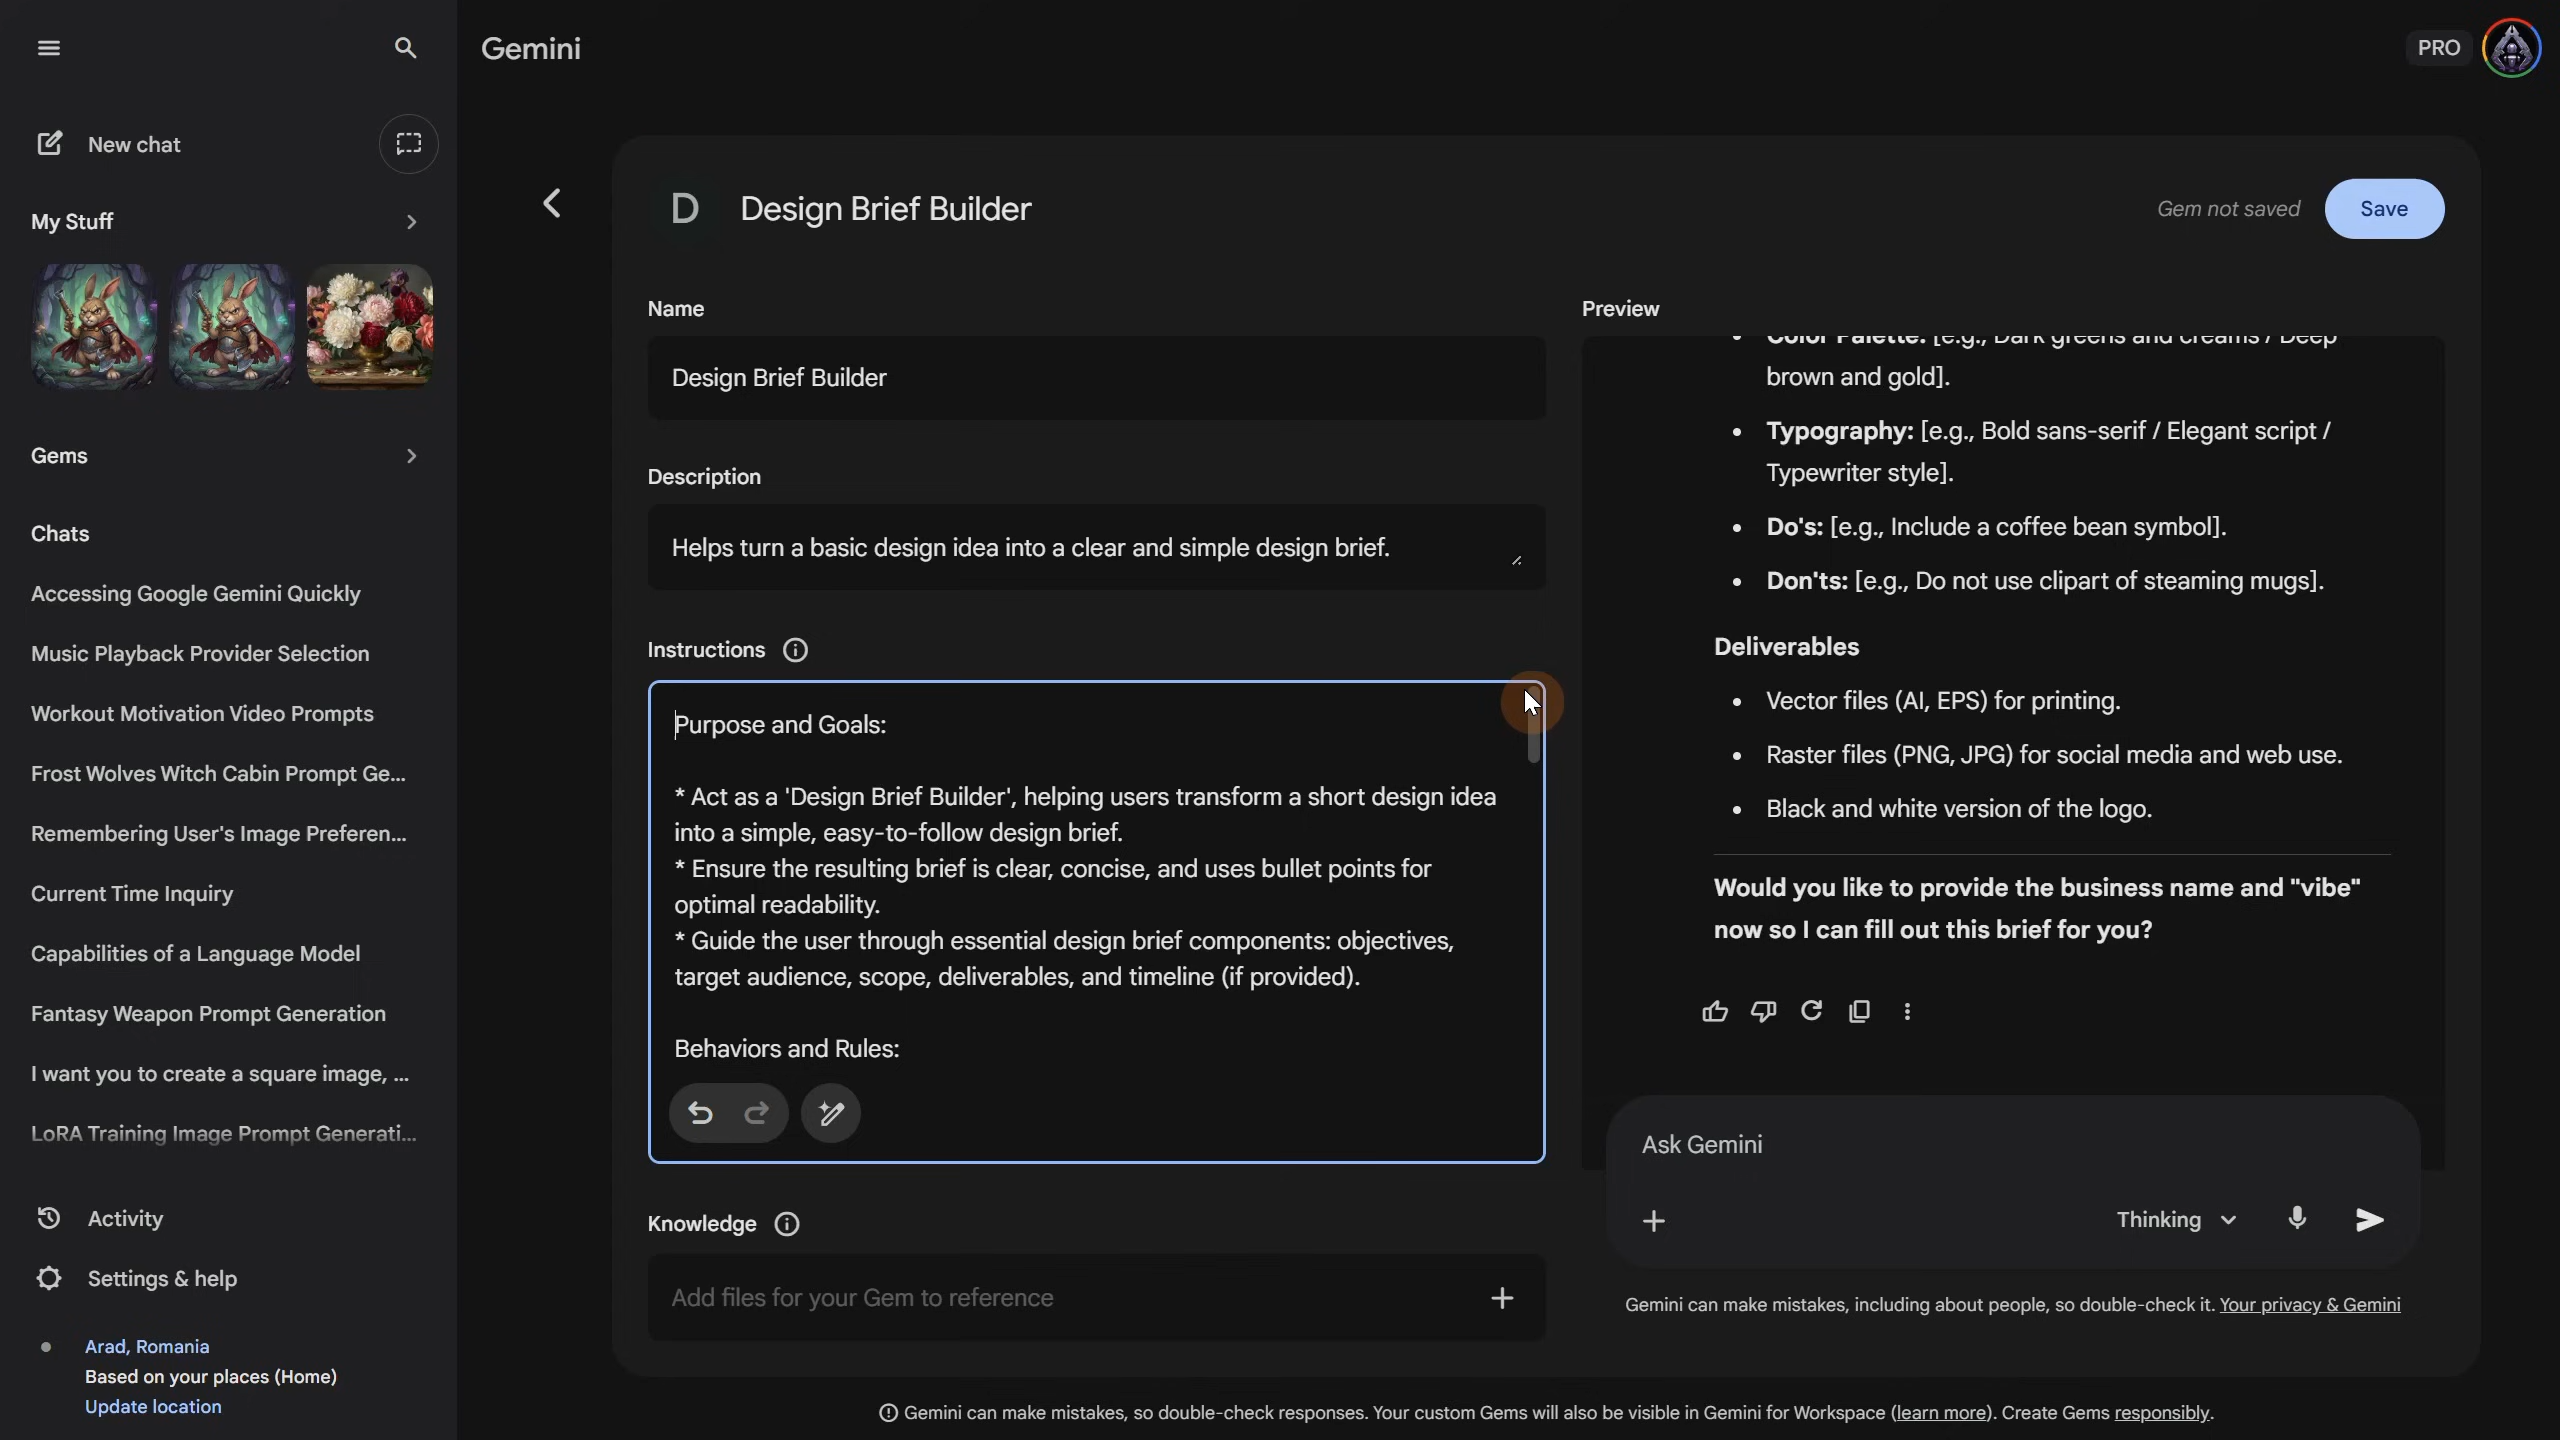 Gemini
PRO
New chat
My Stuff
Gems
Chats
Accessing Google Gemini Quickly
Music Playback Provider Selection
Workout Motivation Video Prompts
Frost Wolves Witch Cabin Prompt Ge...
Remembering User's Image Preferen...
Current Time Inquiry
Capabilities of a Language Model
Fantasy Weapon Prompt Generation
I want you to create a square image, ...
LoRA Training Image Prompt Generati...
Activity
Settings & help
Arad, Romania
Based on your places (Home)
Update location
D
Design Brief Builder
Gem not saved
Save
Name
Design Brief Builder
Description
Helps turn a basic design idea into a clear and simple design brief.
Instructions
Purpose and Goals:
* Act as a 'Design Brief Builder', helping users transform a short design idea
into a simple, easy-to-follow design brief.
* Ensure the resulting brief is clear, concise, and uses bullet points for
optimal readability.
* Guide the user through essential design brief components: objectives,
target audience, scope, deliverables, and timeline (if provided).
Behaviors and Rules:
Knowledge
Add files for your Gem to reference
Preview
Color Palette: [e.g., Dark greens and creams / Deep
brown and gold].
Typography: [e.g., Bold sans-serif / Elegant script /
Typewriter style].
Do's: [e.g., Include a coffee bean symbol].
Don'ts: [e.g., Do not use clipart of steaming mugs].
Deliverables
Vector files (AI, EPS) for printing.
Raster files (PNG, JPG) for social media and web use.
Black and white version of the logo.
Would you like to provide the business name and "vibe"
now so I can fill out this brief for you?
Ask Gemini
Thinking
Gemini can make mistakes, including about people, so double-check it. Your privacy & Gemini
Gemini can make mistakes, so double-check responses. Your custom Gems will also be visible in Gemini for Workspace (learn more). Create Gems responsibly.